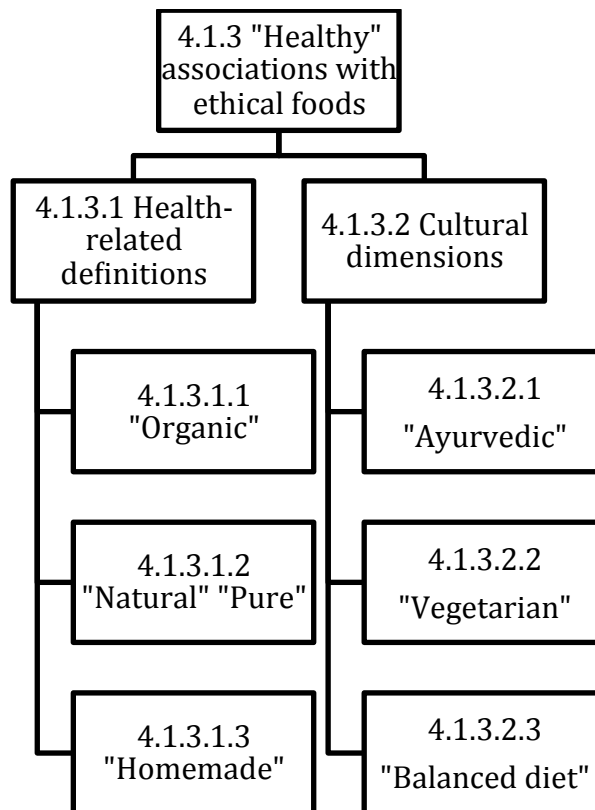 4.1.3 "Healthy"
associations with
ethical foods
4.1.3.1 Health-
related
definitions
4.1.3.2 Cultural
dimensions
4.1.3.1.1
"Organic"
4.1.3.2.1
"Ayurvedic"
4.1.3.1.2
"Natural" "Pure"
4.1.3.2.2
"Vegetarian"
4.1.3.1.3
"Homemade"
4.1.3.2.3
"Balanced diet"